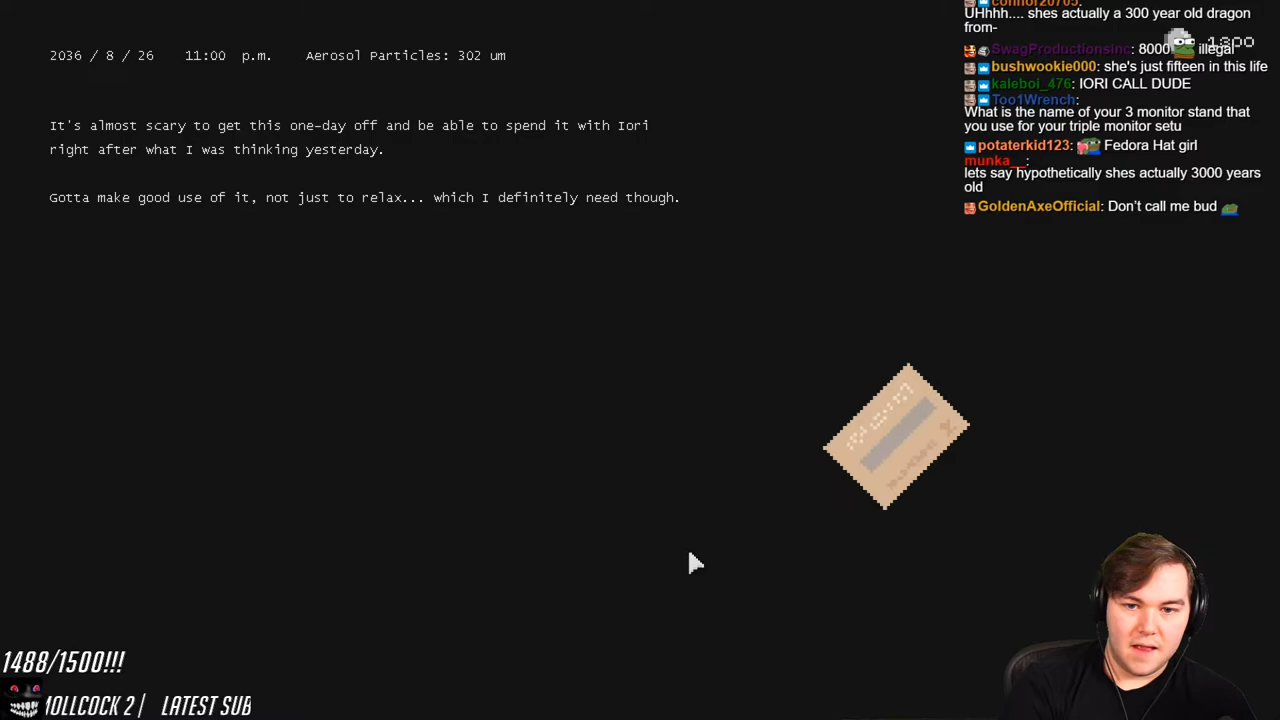 2036 / 8 / 26 11:00 p.m. Aerosol Particles: 302 um
It's almost scary to get this one-day off and be able to spend it with Iori
right after what I was thinking yesterday.
Gotta make good use of it, not just to relax... which I definitely need though.
connor20705:
UHhhh.... shes actually a 300 year old dragon
from-
SwagProductionsInc: 8000 illegal
bushwookie000: she's just fifteen in this life
kaleboi_476: IORI CALL DUDE
Too1Wrench:
What is the name of your 3 monitor stand that
you use for your triple monitor setu
potaterkid123: Fedora Hat girl
munka__:
lets say hypothetically shes actually 3000 years
old
GoldenAxeOfficial: Don't call me bud
1488/1500!!!
MOLLCOCK 2 | LATEST SUB